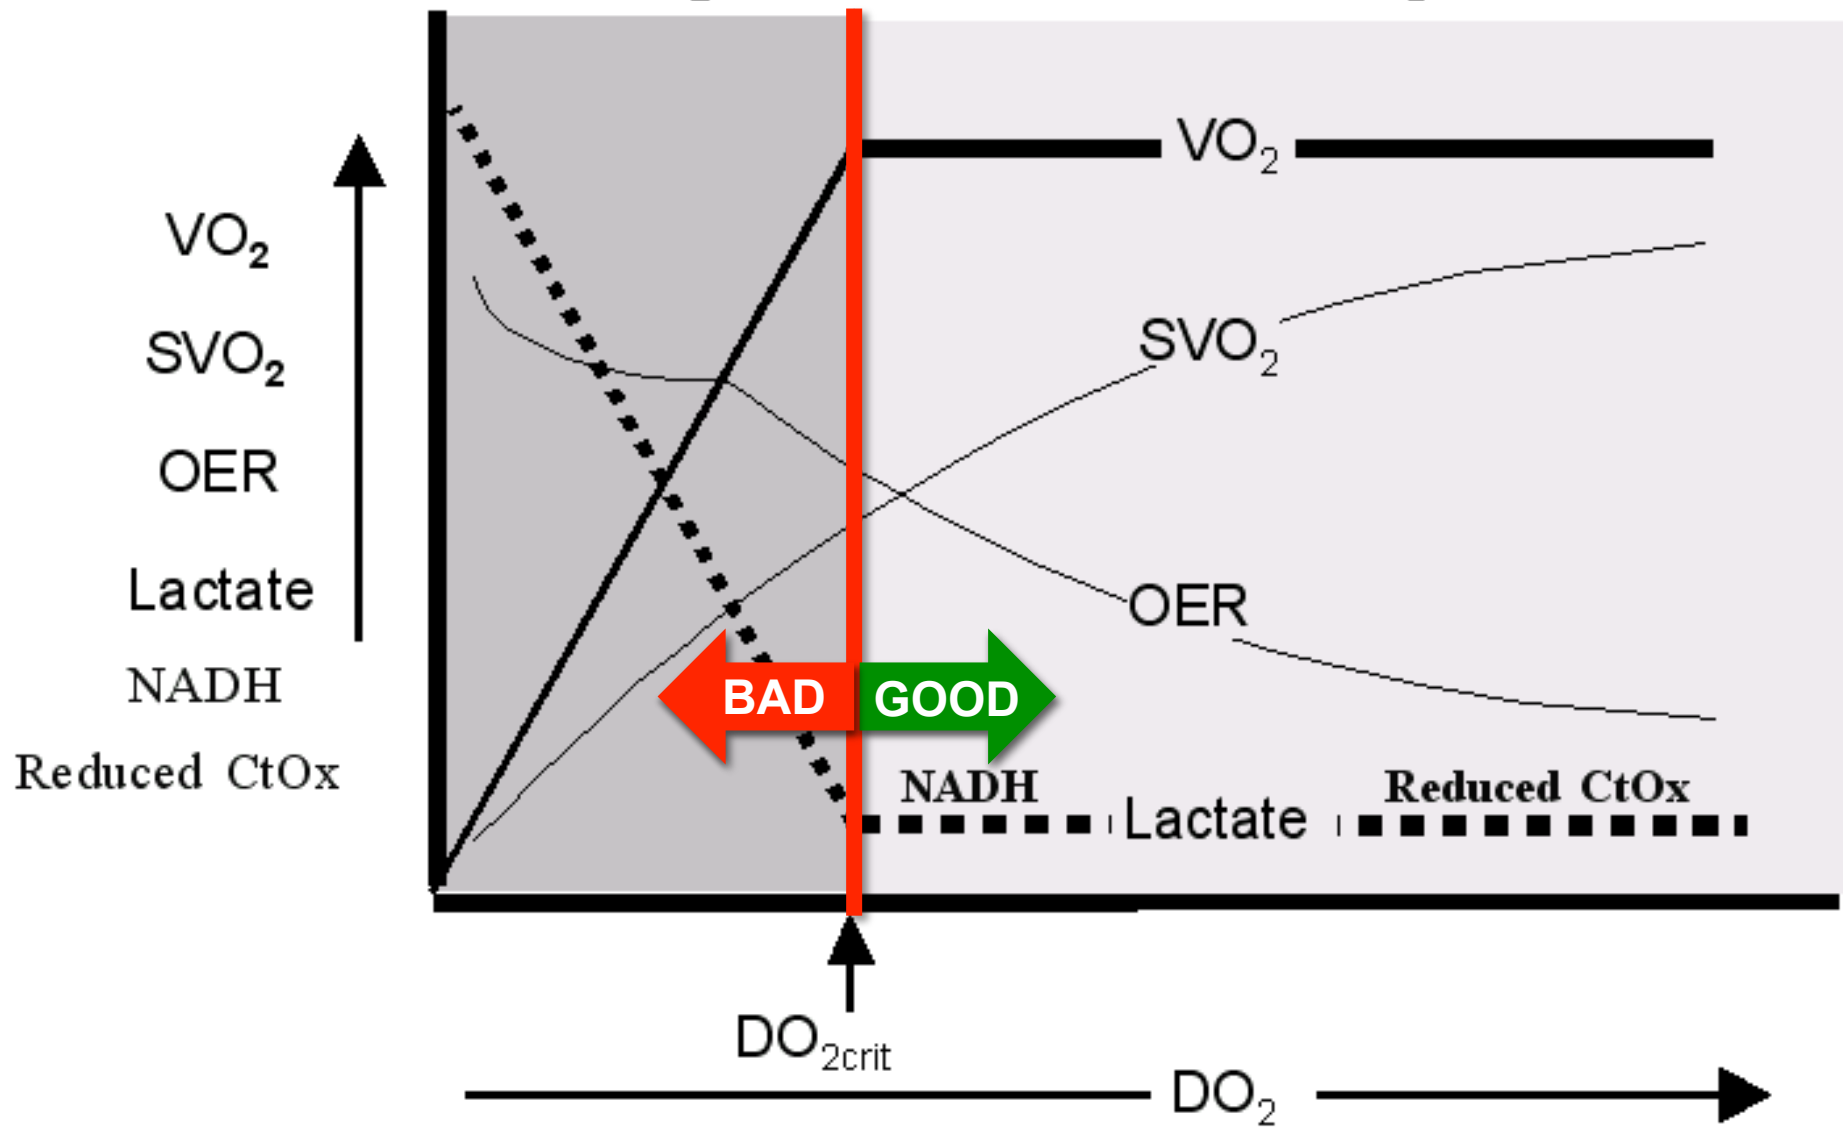 VO₂
SVO₂
OER
Lactate
NADH
Reduced CtOx
VO₂
SVO₂
OER
BAD
GOOD
NADH
Reduced CtOx
Lactate
DO₂crit
DO₂